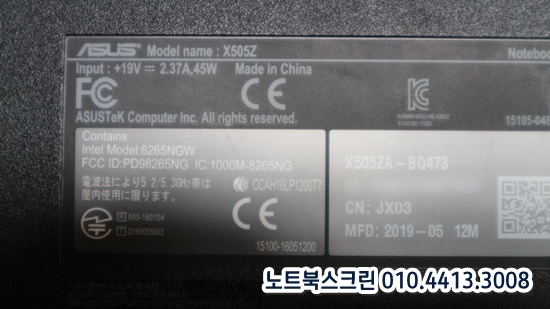 ASUS Model name : X505Z
Notebook
Input : +19V ⎓ 2.37A,45W Made in China
FC CE
ASUSTeK Computer Inc. All rights reserved.
15105-048
Contains
Intel Model:8265NGW
FCC ID:PD98265NG IC:1000M-8265NG
電波法により5.2/5.3GHz帯は
屋内使用に限ります。
CCAH16LP1200T7
R 003-160104
T D160055003
CE
15100-16051200
X505ZA-BQ473
CN: JX03
MFD: 2019-05 12M
노트북스크린 010.4413.3008